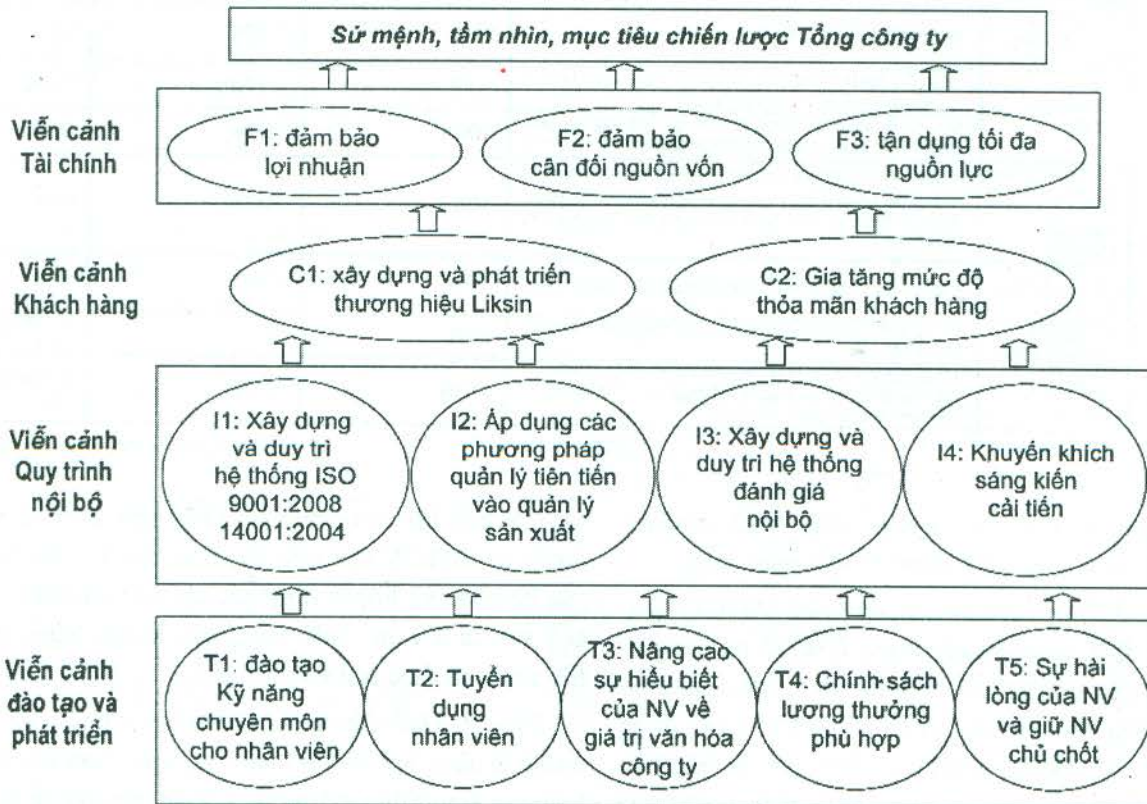 Sứ mệnh, tầm nhìn, mục tiêu chiến lược Tổng công ty
Viễn cảnh
Tài chính
F1: đảm bảo
lợi nhuận
F2: đảm bảo
cân đối nguồn vốn
F3: tận dụng tối đa
nguồn lực
Viễn cảnh
Khách hàng
C1: xây dựng và phát triển
thương hiệu Liksin
C2: Gia tăng mức độ
thỏa mãn khách hàng
Viễn cảnh
Quy trình
nội bộ
I1: Xây dựng
và duy trì
hệ thống ISO
9001:2008
14001:2004
I2: Áp dụng các
phương pháp
quản lý tiên tiến
vào quản lý
sản xuất
I3: Xây dựng và
duy trì hệ thống
đánh giá
nội bộ
I4: Khuyến khích
sáng kiến
cải tiến
Viễn cảnh
đào tạo và
phát triển
T1: đào tạo
Kỹ năng
chuyên môn
cho nhân viên
T2: Tuyển
dụng
nhân viên
T3: Nâng cao
sự hiểu biết
của NV về
giá trị văn hóa
công ty
T4: Chính sách
lương thưởng
phù hợp
T5: Sự hài
lòng của NV
và giữ NV
chủ chốt